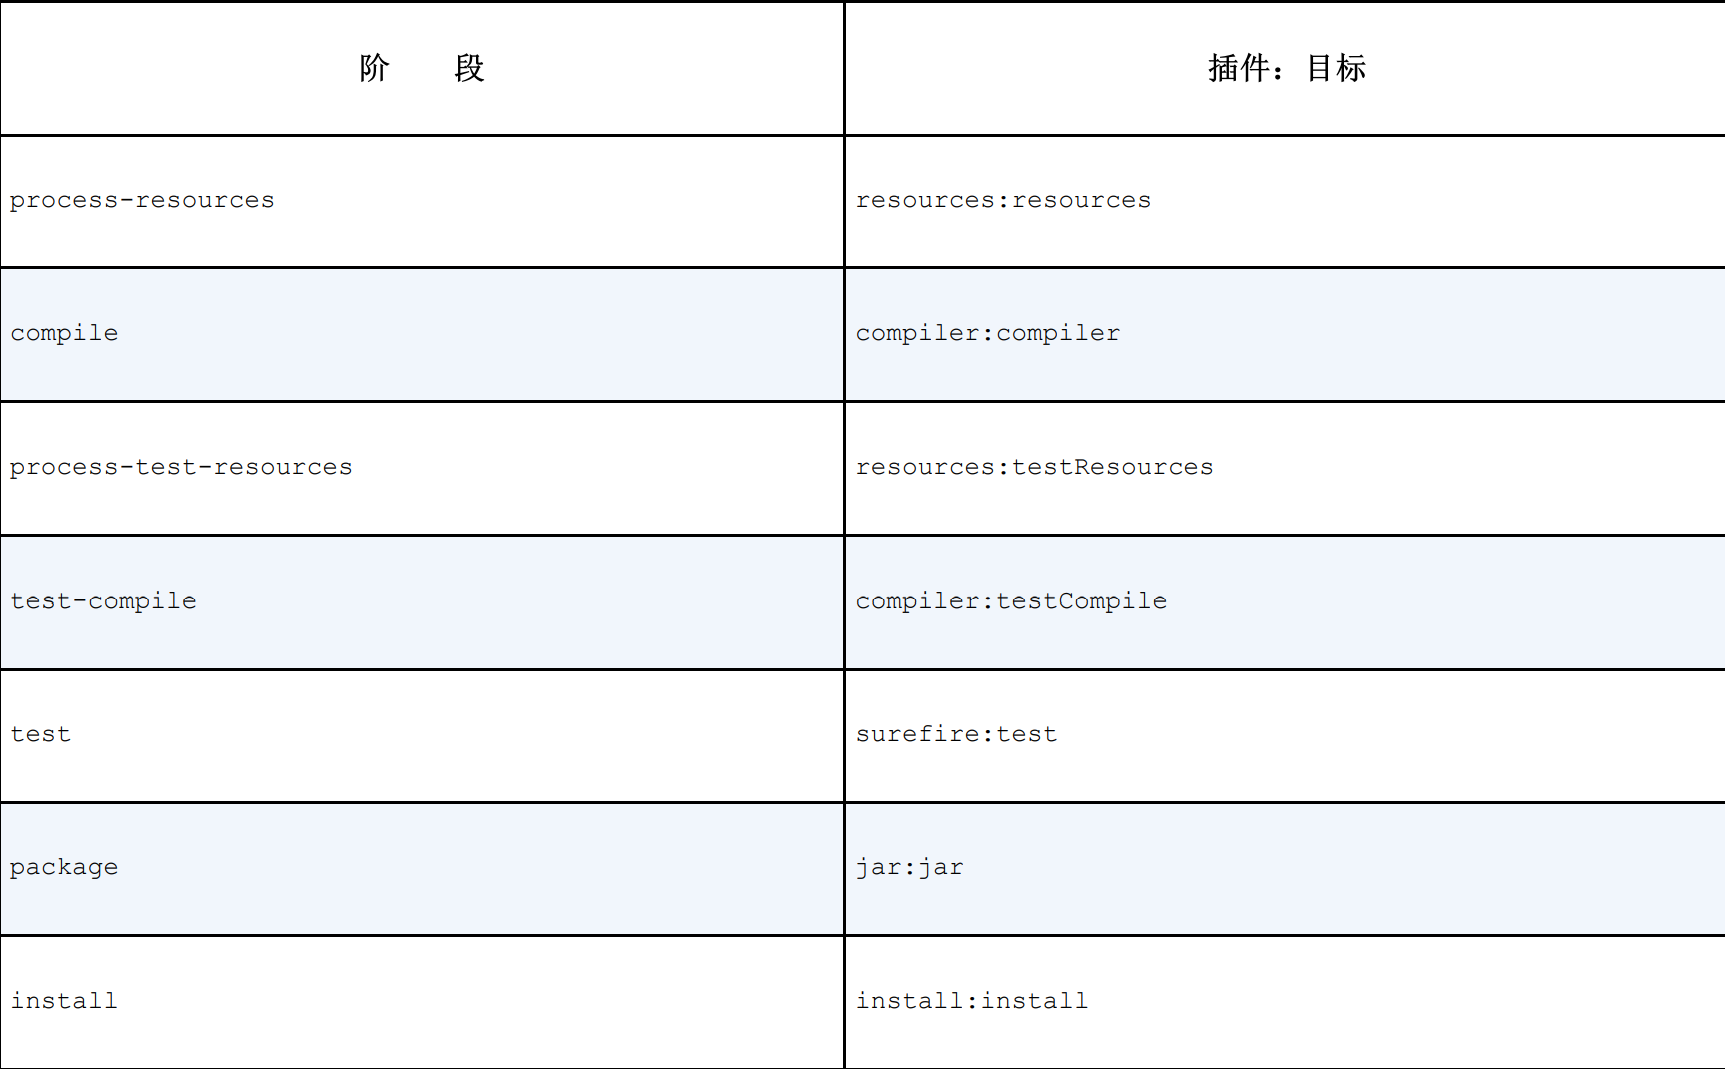 阶 段 插件：目标
process-resources resources:resources
compile compiler:compiler
process-test-resources resources:testResources
test-compile compiler:testCompile
test surefire:test
package jar:jar
install install:install